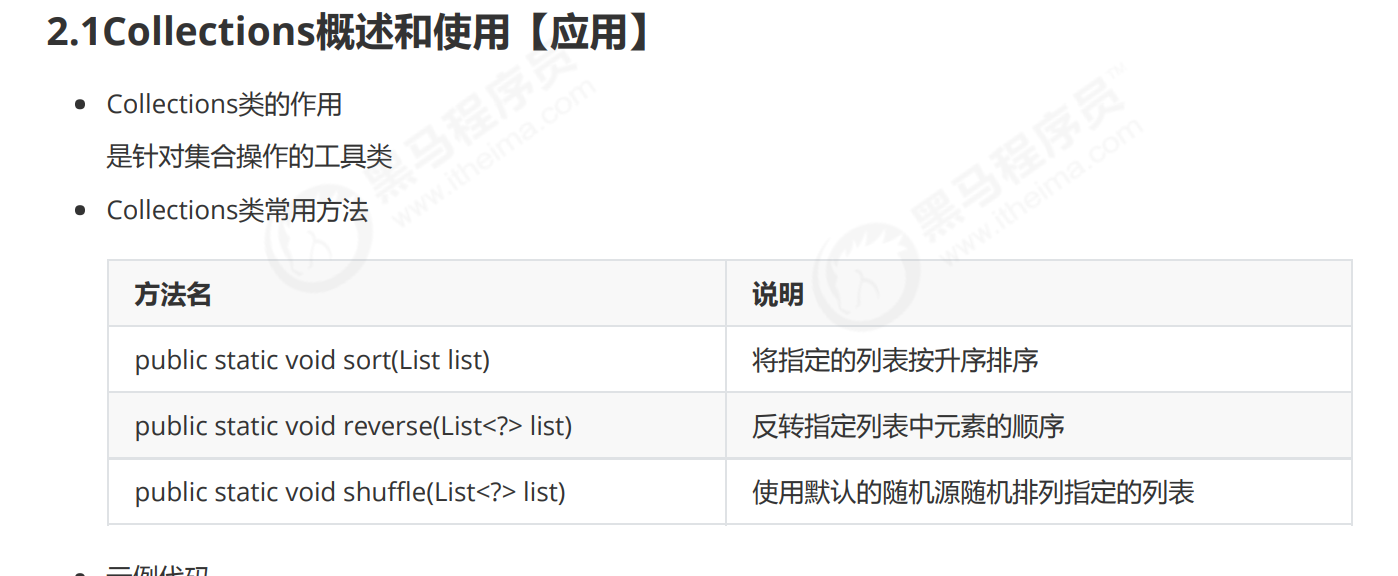 2.1Collections概述和使用【应用】
Collections类的作用
是针对集合操作的工具类
Collections类常用方法
方法名 说明
public static void sort(List list) 将指定的列表按升序排序
public static void reverse(List<?> list) 反转指定列表中元素的顺序
public static void shuffle(List<?> list) 使用默认的随机源随机排列指定的列表
示例代码
黑马程序员
www.itheima.com
黑马程序员
www.itheima.com